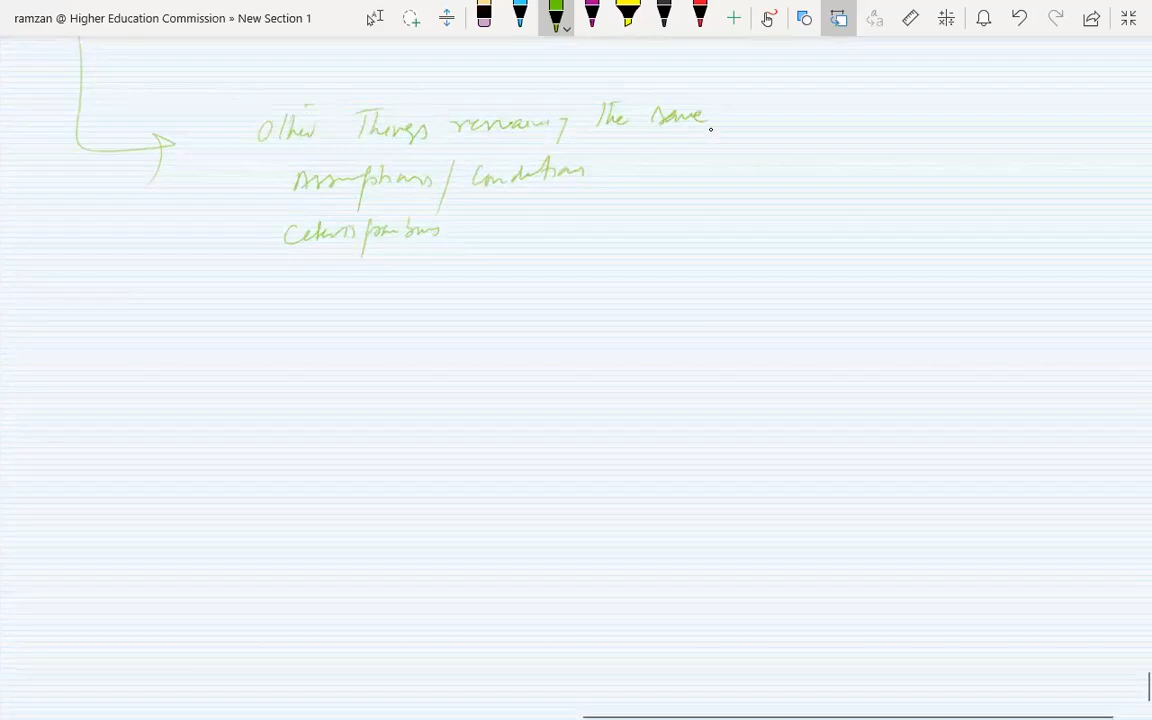 ramzan @ Higher Education Commission » New Section 1
Other Things remaining the same
Assumptions / Conditions
Ceteris paribus